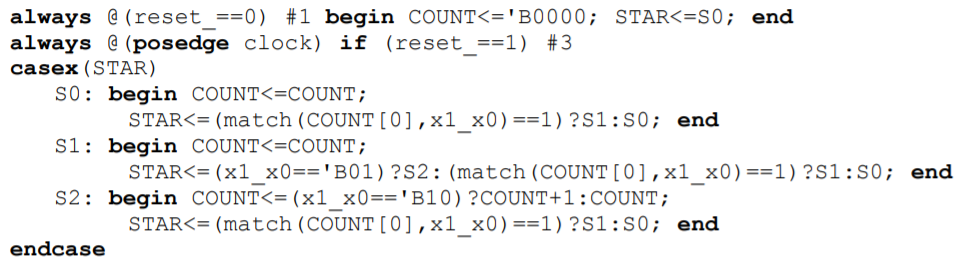 always @(reset_==0) #1 begin COUNT<='B0000; STAR<=S0; end
always @(posedge clock) if (reset_==1) #3
casex(STAR)
S0: begin COUNT<=COUNT;
STAR<=(match(COUNT[0],x1_x0)==1)?S1:S0; end
S1: begin COUNT<=COUNT;
STAR<=(x1_x0=='B01)?S2:(match(COUNT[0],x1_x0)==1)?S1:S0; end
S2: begin COUNT<=(x1_x0=='B10)?COUNT+1:COUNT;
STAR<=(match(COUNT[0],x1_x0)==1)?S1:S0; end
endcase